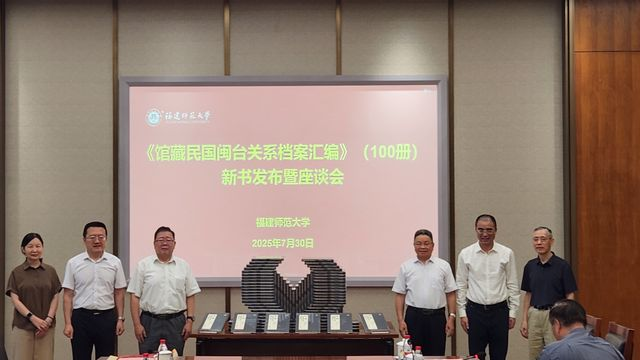 福建师范大学
《馆藏民国闽台关系档案汇编》（100册）
新书发布暨座谈会
福建师范大学
2025年7月30日